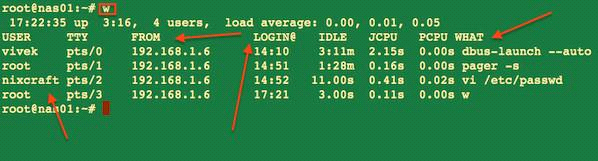 root@nas01:~# w
17:22:35 up  3:16,  4 users,  load average: 0.00, 0.01, 0.05
USER     TTY      FROM             LOGIN@   IDLE   JCPU   PCPU WHAT
vivek    pts/0    192.168.1.6      14:10    3:11m  2.15s  0.00s dbus-launch --auto
root     pts/1    192.168.1.6      14:51    1:28m  0.16s  0.00s pager -s
nixcraft pts/2    192.168.1.6      14:52   11.00s  0.41s  0.02s vi /etc/passwd
root     pts/3    192.168.1.6      17:21    3.00s  0.11s  0.00s w
root@nas01:~#